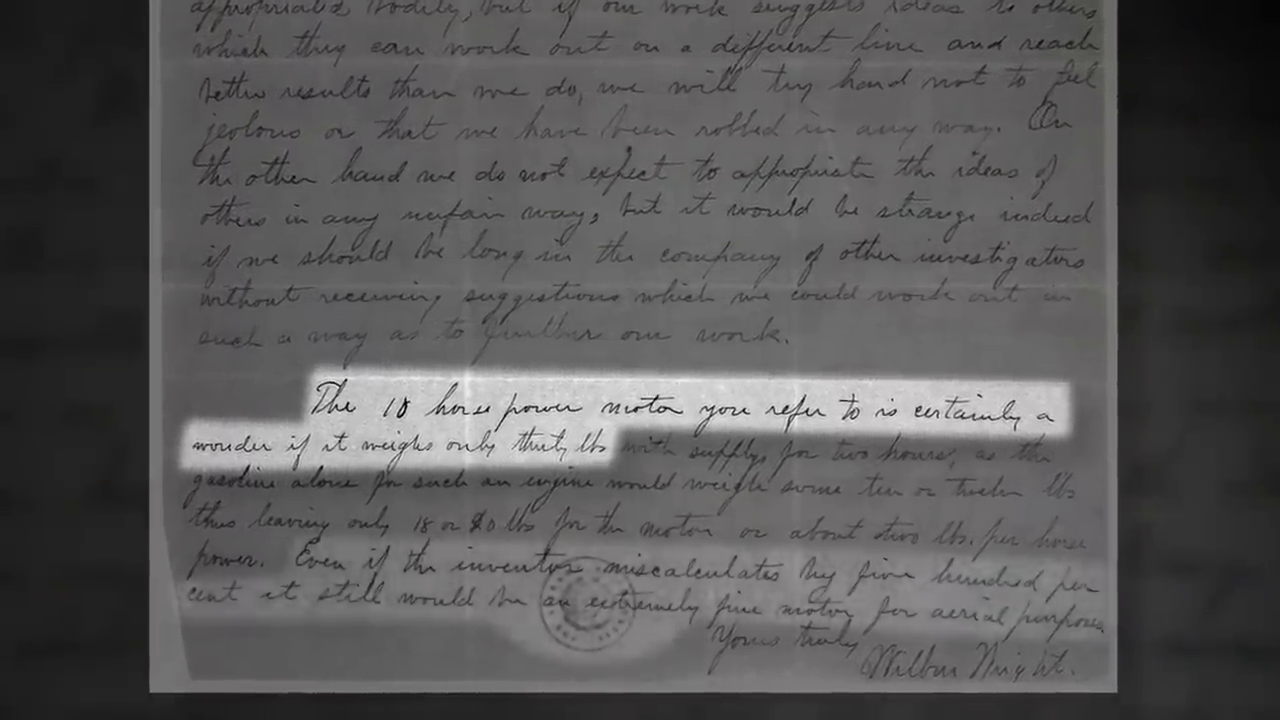 appropriated bodily, but if our work suggests ideas to others
which they can work out on a different line and reach
better results than we do, we will try hard not to feel
jealous or that we have been robbed in any way. On
the other hand we do not expect to appropriate the ideas of
others in any unfair way, but it would be strange indeed
if we should be long in the company of other investigators
without receiving suggestions which we could work out in
such a way as to further our work.
The 10 horse power motor you refer to is certainly a
wonder if it weighs only thirty lbs with supply for two hours, as the
gasoline alone for such an engine would weigh some ten or twelve lbs
thus leaving only 18 or 20 lbs for the motor or about two lbs. per horse
power. Even if the inventor miscalculates by five hundred per
cent it still would be an extremely fine motor for aerial purposes
Yours truly
Wilbur Wright.